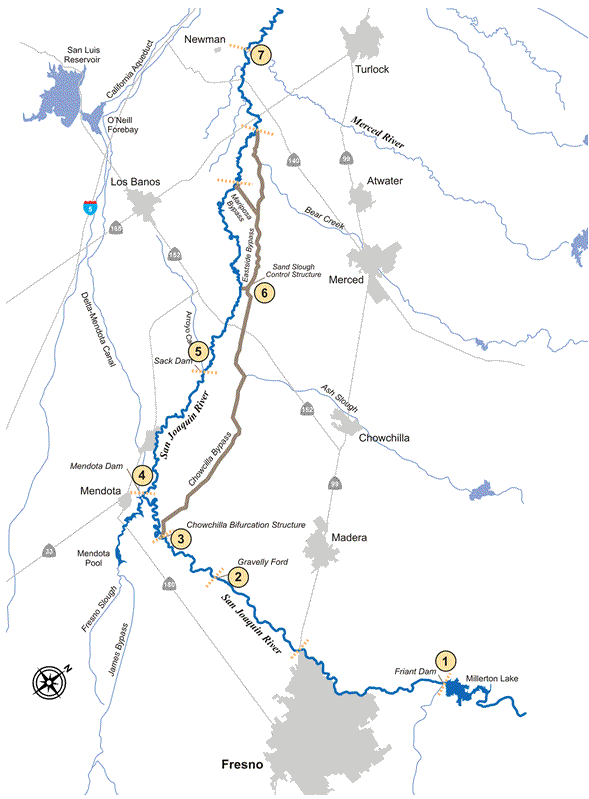 Newman
7
San Luis
Reservoir
California Aqueduct
Turlock
O'Neill
Forebay
Merced River
140
99
Los Banos
Atwater
5
Mariposa
Bypass
Bear Creek
165
152
Eastside Bypass
Sand Slough
Control Structure
Merced
6
Delta-Mendota Canal
Arroyo C
5
Sack Dam
Ash Slough
152
San Joaquin River
Chowchilla
Chowcilla Bypass
Mendota Dam
4
99
Mendota
Chowchilla Bifurcation Structure
3
Madera
33
Mendota
Pool
Gravelly Ford
2
180
Fresno Slough
San Joaquin River
James Bypass
1
Friant Dam
Millerton Lake
N
Fresno